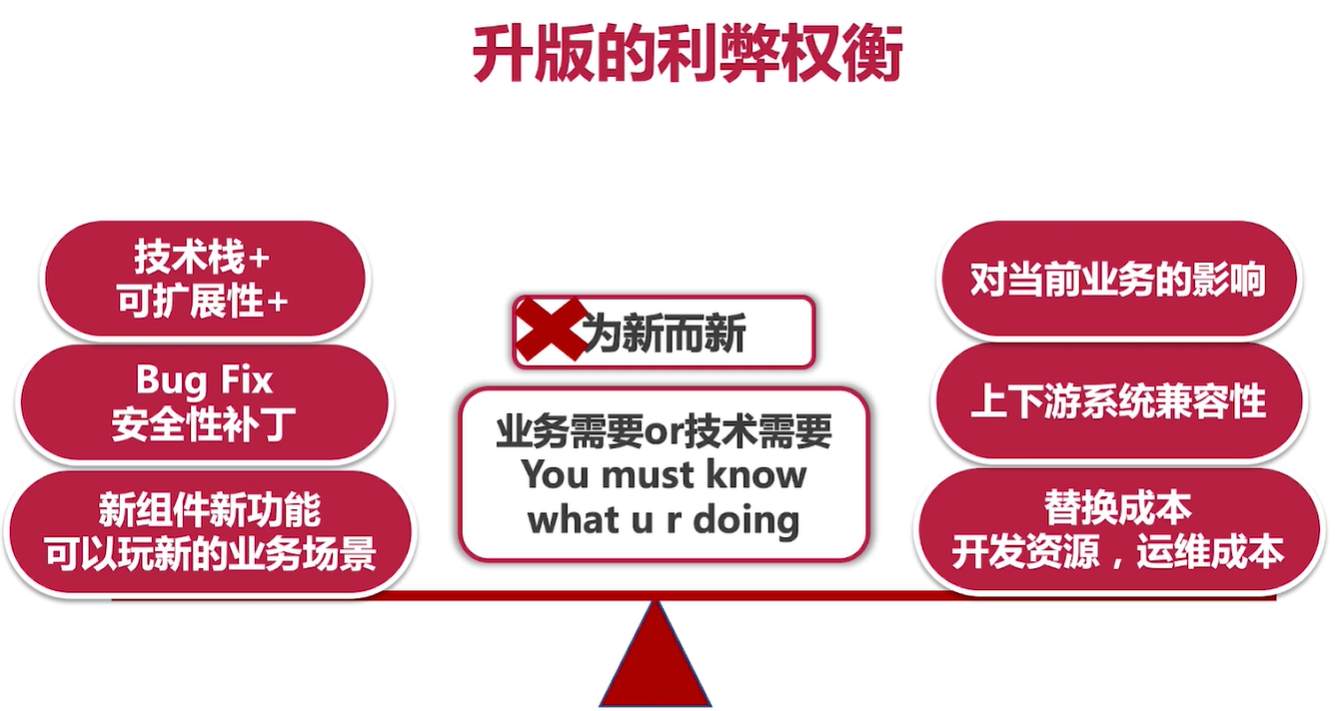 升版的利弊权衡
技术栈+
可扩展性+
Bug Fix
安全性补丁
新组件新功能
可以玩新的业务场景
为新而新
业务需要or技术需要
You must know
what u r doing
对当前业务的影响
上下游系统兼容性
替换成本
开发资源，运维成本